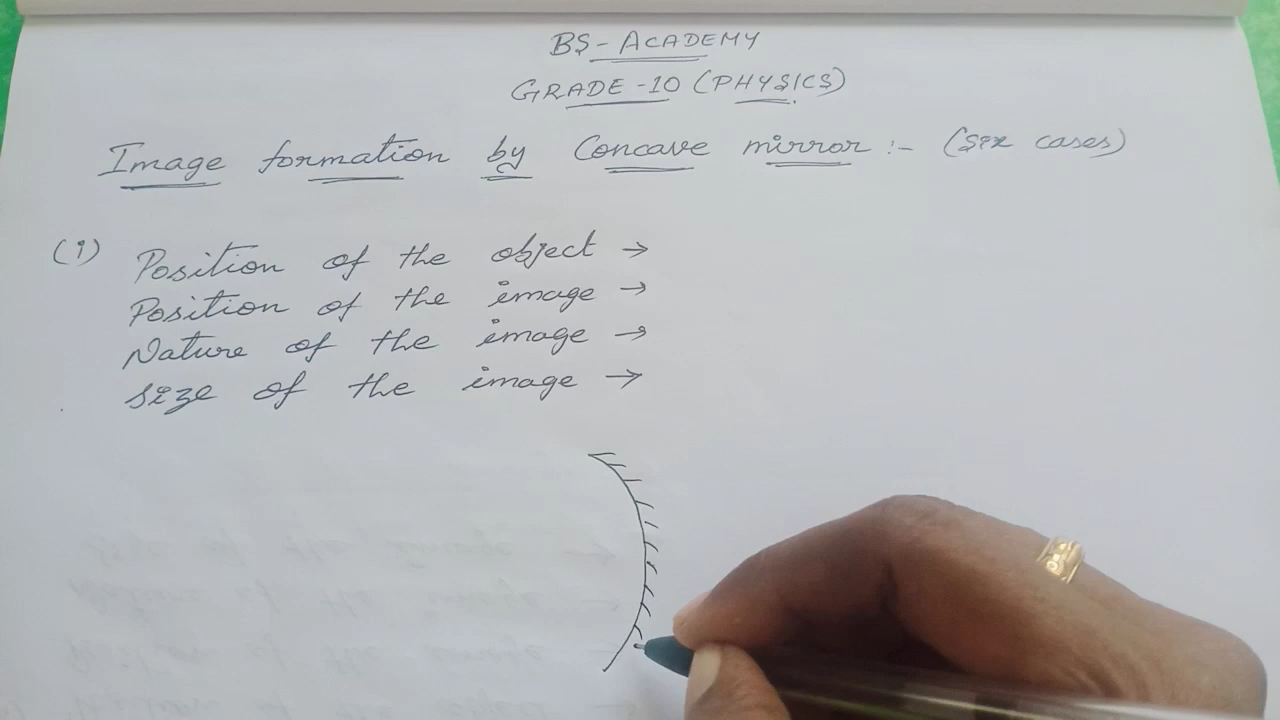 BS-ACADEMY
GRADE-10 (PHYSICS)
Image formation by Concave mirror :- (Six cases)
(1) Position of the object →
Position of the image →
Nature of the image →
Size of the image →